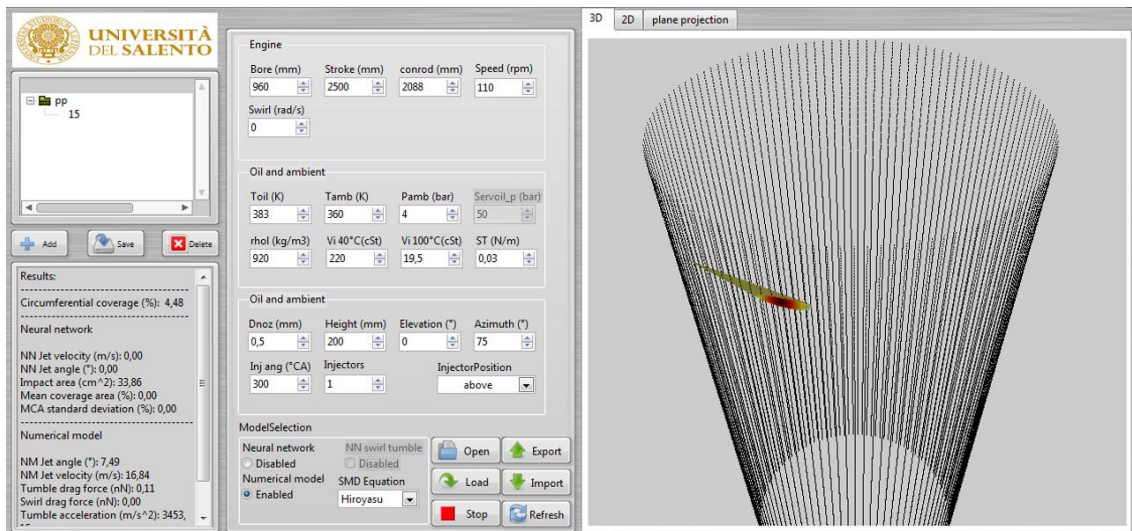 UNIVERSITÀ
DEL SALENTO
pp
15
Add
Save
Delete
Results:
Circumferential coverage (%): 4,48
Neural network
NN Jet velocity (m/s): 0,00
NN Jet angle (°): 0,00
Impact area (cm^2): 33,86
Mean coverage area (%): 0,00
MCA standard deviation (%): 0,00
Numerical model
NM Jet angle (°): 7,49
NM Jet velocity (m/s): 16,84
Tumble drag force (nN): 0,11
Swirl drag force (nN): 0,00
Tumble acceleration (m/s^2): 3453,
Engine
Bore (mm) Stroke (mm) conrod (mm) Speed (rpm)
960 2500 2088 110
Swirl (rad/s)
0
Oil and ambient
Toil (K) Tamb (K) Pamb (bar) Servoil_p (bar)
383 360 4 50
rhol (kg/m3) Vi 40°C(cSt) Vi 100°C(cSt) ST (N/m)
920 220 19,5 0,03
Oil and ambient
Dnoz (mm) Height (mm) Elevation (°) Azimuth (°)
0,5 200 0 75
Inj ang (°CA) Injectors InjectorPosition
300 1 above
ModelSelection
Neural network NN swirl tumble
Disabled Disabled
Numerical model SMD Equation
Enabled Hiroyasu
Open Export
Load Import
Stop Refresh
3D 2D plane projection